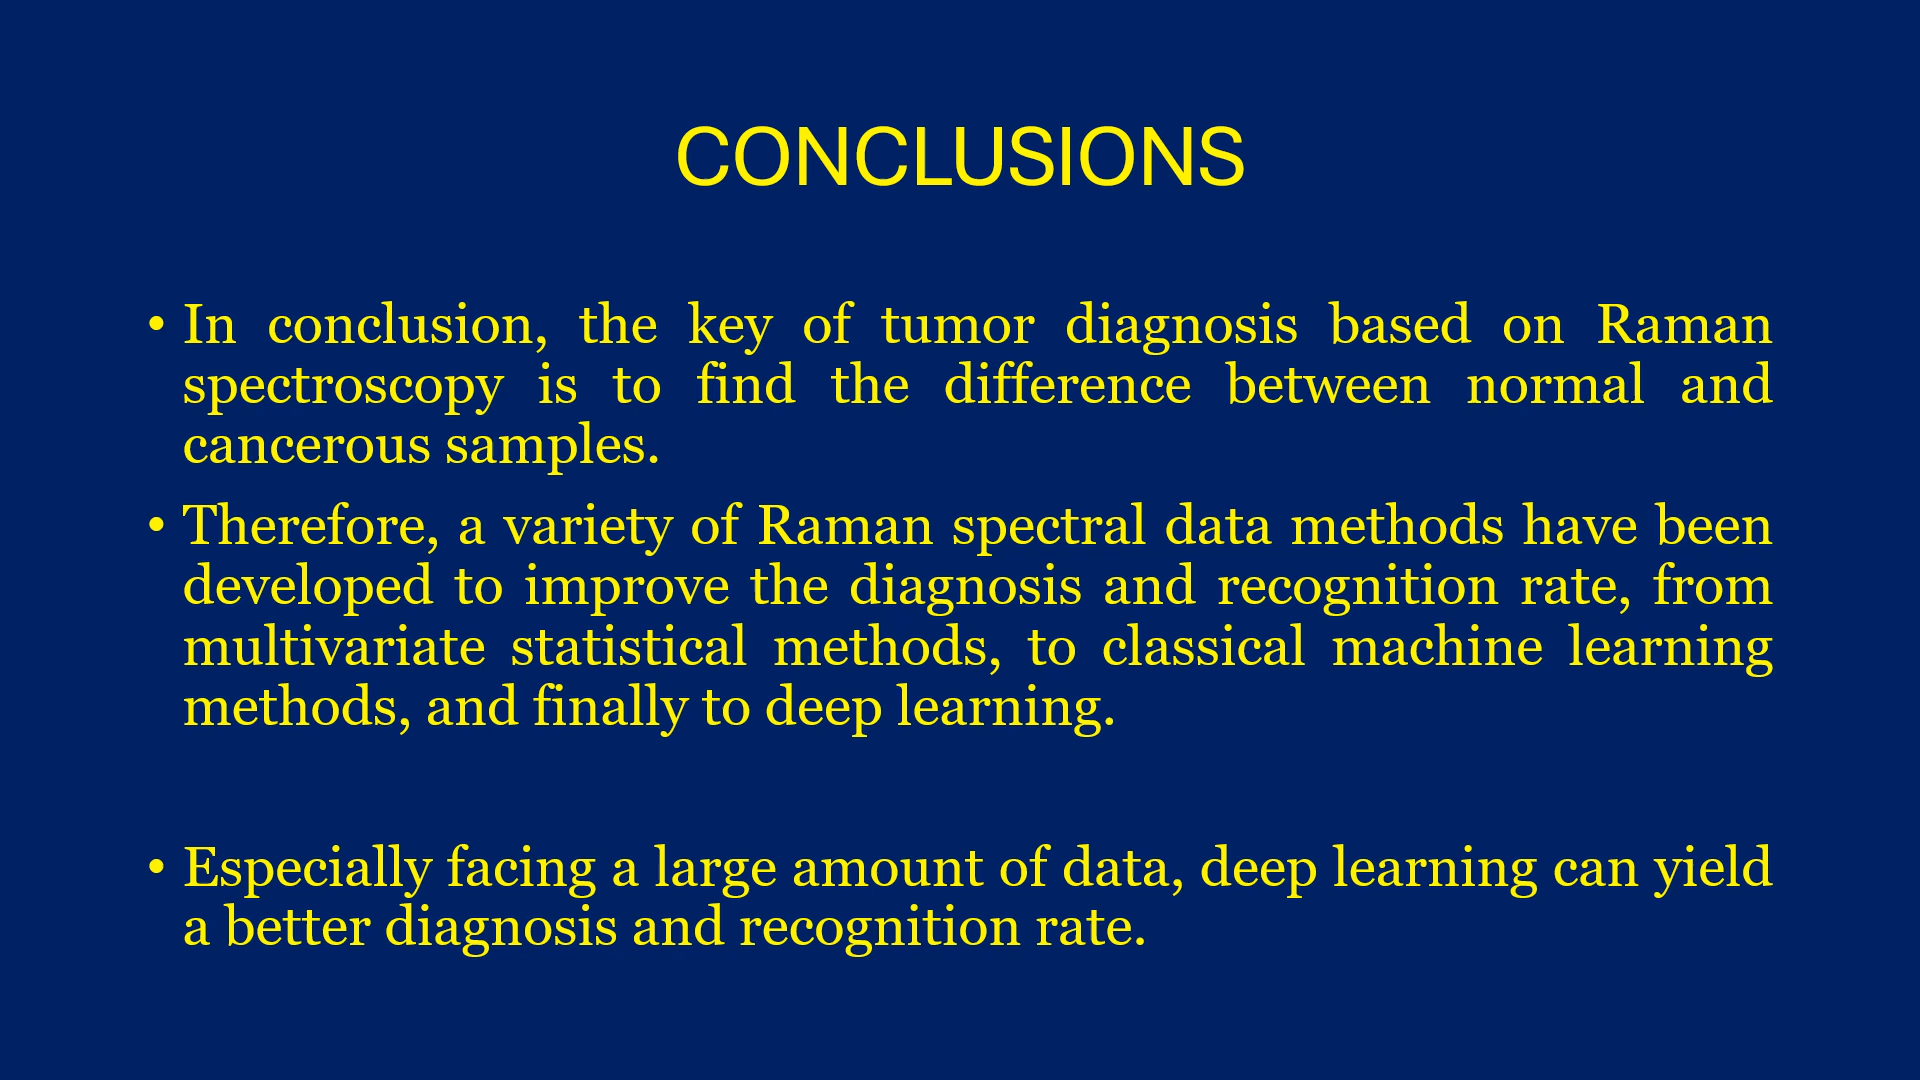 CONCLUSIONS
• In conclusion, the key of tumor diagnosis based on Raman
spectroscopy is to find the difference between normal and
cancerous samples.
• Therefore, a variety of Raman spectral data methods have been
developed to improve the diagnosis and recognition rate, from
multivariate statistical methods, to classical machine learning
methods, and finally to deep learning.
• Especially facing a large amount of data, deep learning can yield
a better diagnosis and recognition rate.